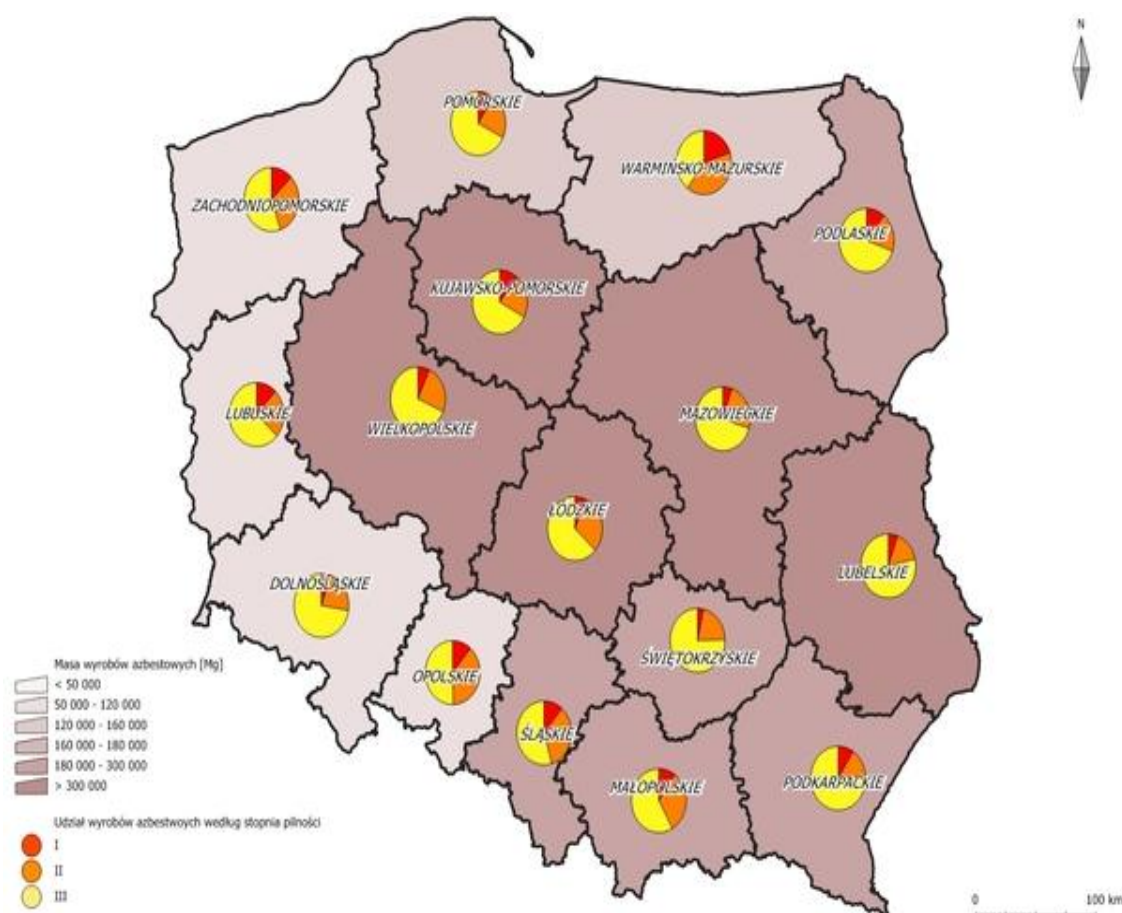 N
POMORSKIE
WARMIŃSKO-MAZURSKIE
ZACHODNIOPOMORSKIE
PODLASKIE
KUJAWSKO-POMORSKIE
LUBUSKIE
WIELKOPOLSKIE
MAZOWIECKIE
ŁÓDZKIE
LUBELSKIE
DOLNOŚLĄSKIE
ŚWIĘTOKRZYSKIE
OPOLSKIE
ŚLĄSKIE
MAŁOPOLSKIE
PODKARPACKIE
Masa wyrobów azbestowych [Mg]
< 50 000
50 000 - 120 000
120 000 - 160 000
160 000 - 180 000
180 000 - 300 000
> 300 000
Udział wyrobów azbestwoych według stopnia pilności
I
II
III
0 100 km